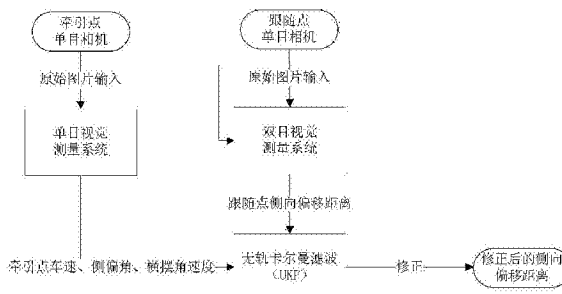 牵引点
单目相机
跟随点
单目相机
原始图片输入
原始图片输入
单目视觉
测量系统
双目视觉
测量系统
跟随点侧向偏移距离
牵引点车速、侧偏角、横摆角速度
无轨卡尔曼滤波
(UKP)
修正
修正后的侧向
偏移距离